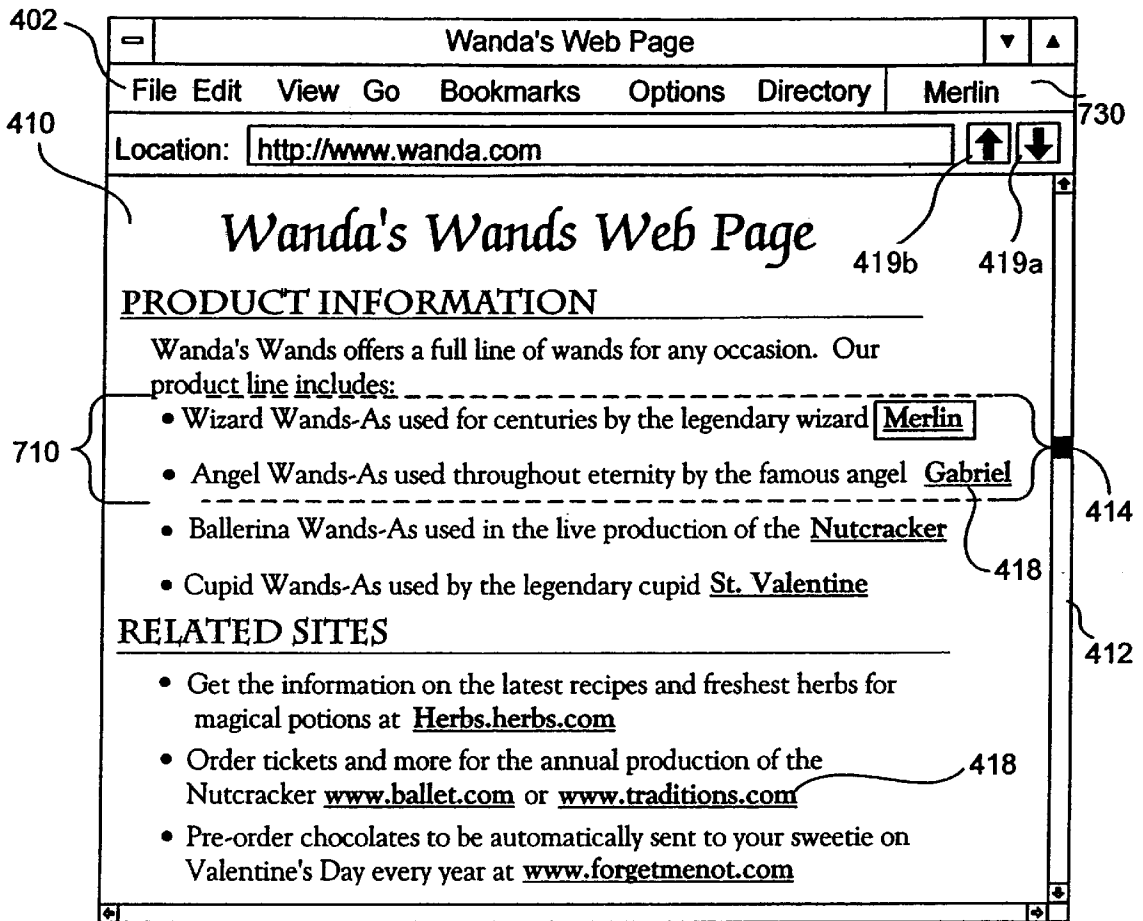 402
Wanda's Web Page
File Edit View Go Bookmarks Options Directory Merlin
730
410
Location: http://www.wanda.com
Wanda's Wands Web Page
419b 419a
PRODUCT INFORMATION
Wanda's Wands offers a full line of wands for any occasion. Our
product line includes:
• Wizard Wands-As used for centuries by the legendary wizard Merlin
710
• Angel Wands-As used throughout eternity by the famous angel Gabriel
414
• Ballerina Wands-As used in the live production of the Nutcracker
418
• Cupid Wands-As used by the legendary cupid St. Valentine
412
RELATED SITES
• Get the information on the latest recipes and freshest herbs for
magical potions at Herbs.herbs.com
• Order tickets and more for the annual production of the
418
Nutcracker www.ballet.com or www.traditions.com
• Pre-order chocolates to be automatically sent to your sweetie on
Valentine's Day every year at www.forgetmenot.com